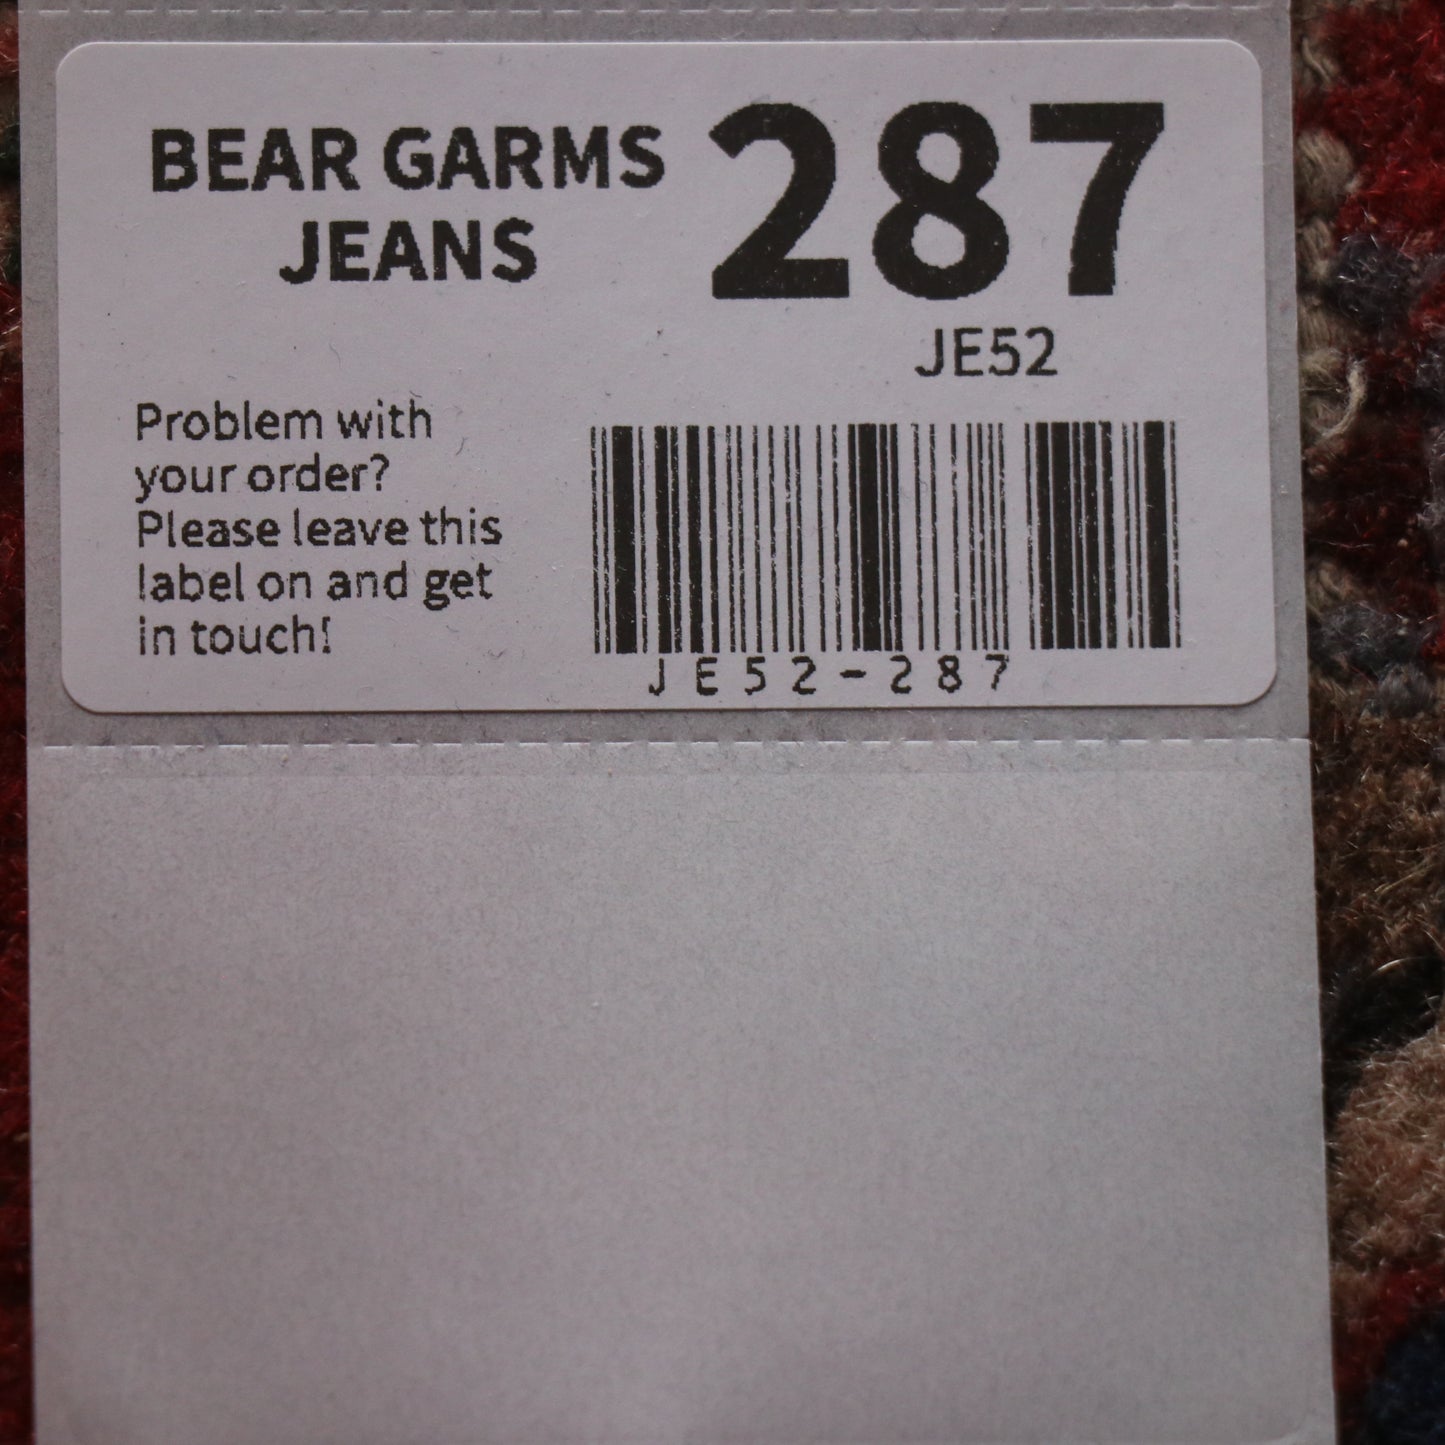 BEAR GARMS
JEANS
287
JE52
Problem with
your order?
Please leave this
label on and get
in touch!
JE52-287